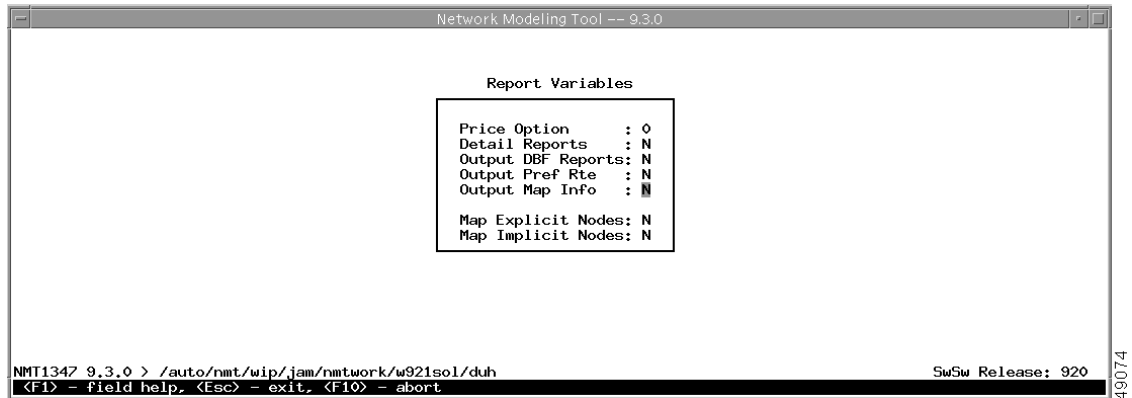 Network Modeling Tool -- 9.3.0
Report Variables
Price Option : 0
Detail Reports : N
Output DBF Reports: N
Output Pref Rte : N
Output Map Info : N
Map Explicit Nodes: N
Map Implicit Nodes: N
NMT1347 9.3.0 > /auto/nmt/wip/jam/nmtwork/w921sol/duh SwSw Release: 920
<F1> - field help, <Esc> - exit, <F10> - abort
49074